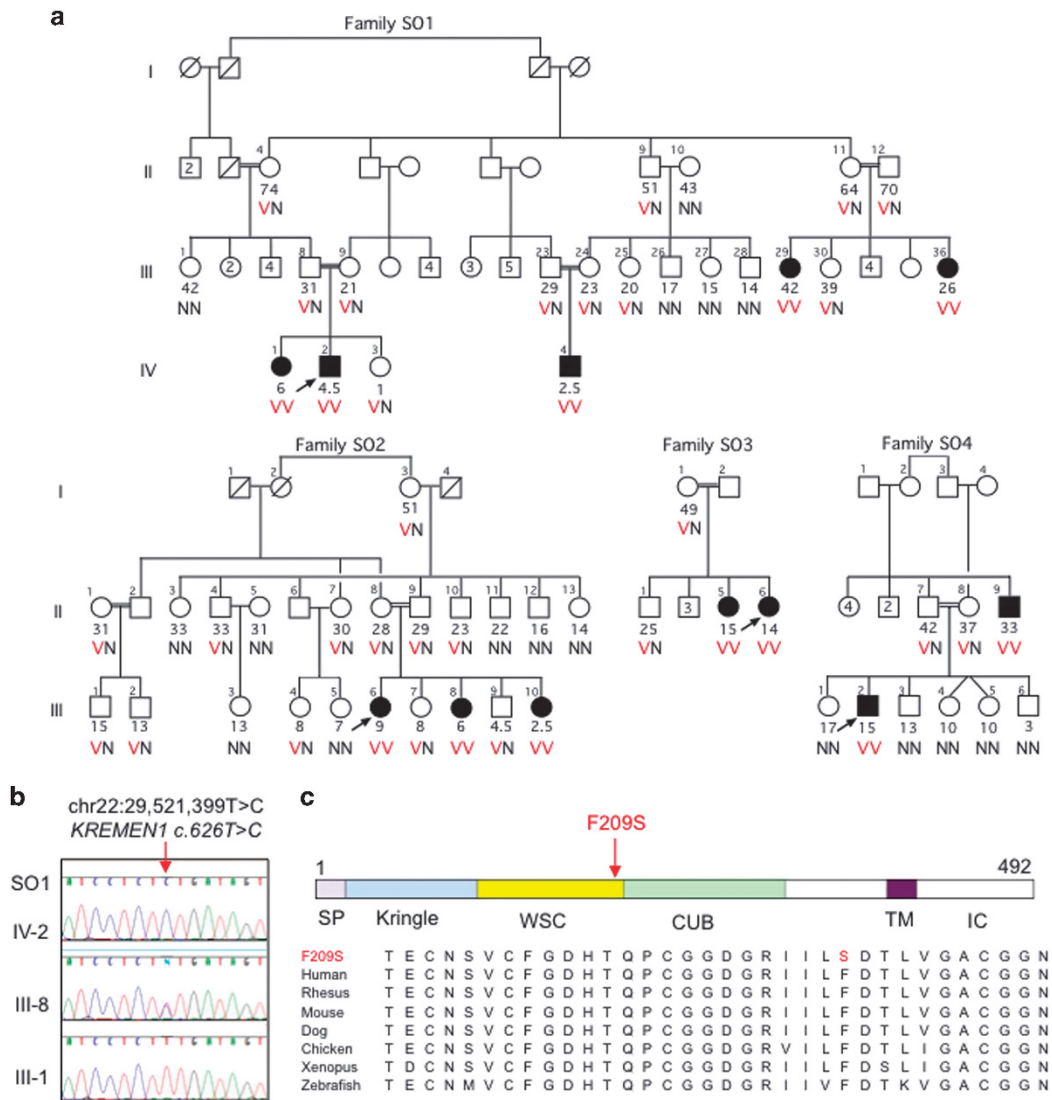 a
Family S01
I
4 9 10 11 12
II 2
74 51 43 64 70
VN VN NN VN VN
1 8 9 23 24 25 26 27 28 29 30 36
III 2 4 4 3 5 4
42 31 21 29 23 20 17 15 14 42 39 26
NN VN VN VN VN VN NN NN NN VV VN VV
1 2 3 4
IV
6 4.5 1 2.5
VV VV VN VV
Family S02 Family S03 Family S04
1 2 3 4 1 2 1 2 3 4
I
51 49
VN VN
1 2 3 4 5 6 7 8 9 10 11 12 13 1 5 6 7 8 9
II 3 4 2
31 33 33 31 30 28 29 23 22 16 14 25 15 14 42 37 33
VN NN VN NN VN VN VN VN NN NN NN VN VV VV VN VN VV
1 2 3 4 5 6 7 8 9 10 1 2 3 4 5 6
III
15 13 13 8 7 9 8 6 4.5 2.5 17 15 13 10 10 3
VN VN NN VN NN VV VN VV VN VV NN VV NN NN NN NN
b
chr22:29,521,399T>C
KREMEN1 c.626T>C
SO1
A T C C T C T C T G A T A G T
IV-2
III-8
III-1
c
F209S
1 492
SP Kringle WSC CUB TM IC
F209S T E C N S V C F G D H T Q P C G G D G R I I L S D T L V G A C G G N
Human T E C N S V C F G D H T Q P C G G D G R I I L F D T L V G A C G G N
Rhesus T E C N S V C F G D H T Q P C G G D G R I I L F D T L V G A C G G N
Mouse T E C N S V C F G D H T Q P C G G D G R I I L F D T L V G A C G G N
Dog T E C N S V C F G D H T Q P C G G D G R I I L F D T L V G A C G G N
Chicken T E C N S V C F G D H T Q P C G G D G R V I L F D T L I G A C G G N
Xenopus T D C N S V C F G D H T Q P C G G D G R I I L F D S L I G A C G G N
Zebrafish T E C N M V C F G D H T Q P C G G D G R I I V F D T K V G A C G G N